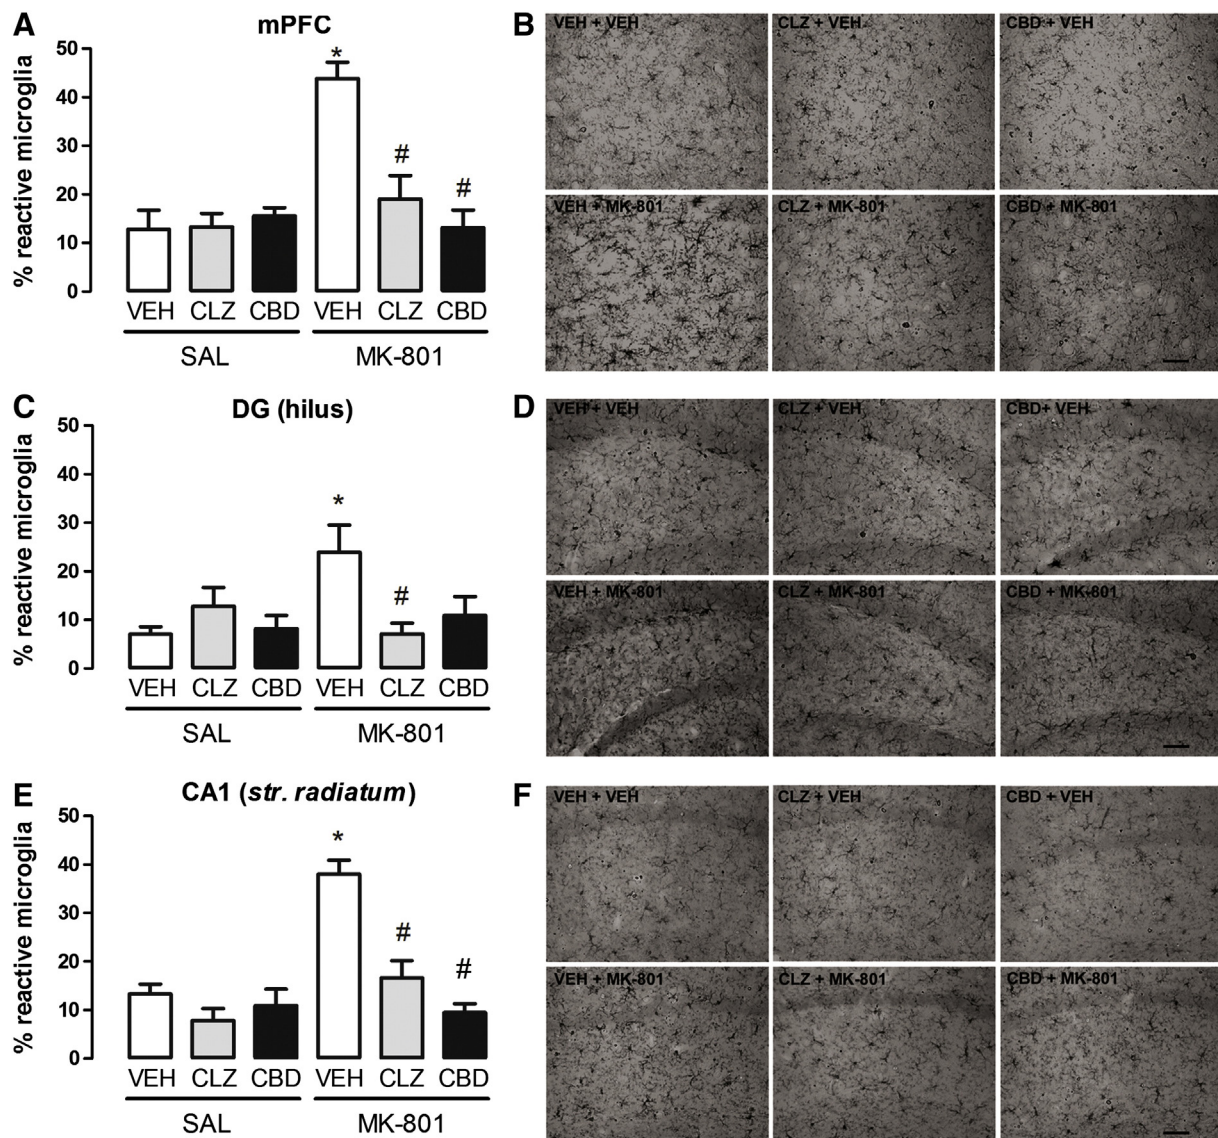 A
mPFC
% reactive microglia
50
40
30
20
10
0
*
#
#
VEH CLZ CBD VEH CLZ CBD
SAL MK-801
B
VEH + VEH CLZ + VEH CBD + VEH
VEH + MK-801 CLZ + MK-801 CBD + MK-801
C
DG (hilus)
% reactive microglia
50
40
30
20
10
0
*
#
VEH CLZ CBD VEH CLZ CBD
SAL MK-801
D
VEH + VEH CLZ + VEH CBD+ VEH
VEH + MK-801 CLZ + MK-801 CBD + MK-801
E
CA1 (str. radiatum)
% reactive microglia
50
40
30
20
10
0
*
#
#
VEH CLZ CBD VEH CLZ CBD
SAL MK-801
F
VEH + VEH CLZ + VEH CBD + VEH
VEH + MK-801 CLZ + MK-801 CBD + MK-801